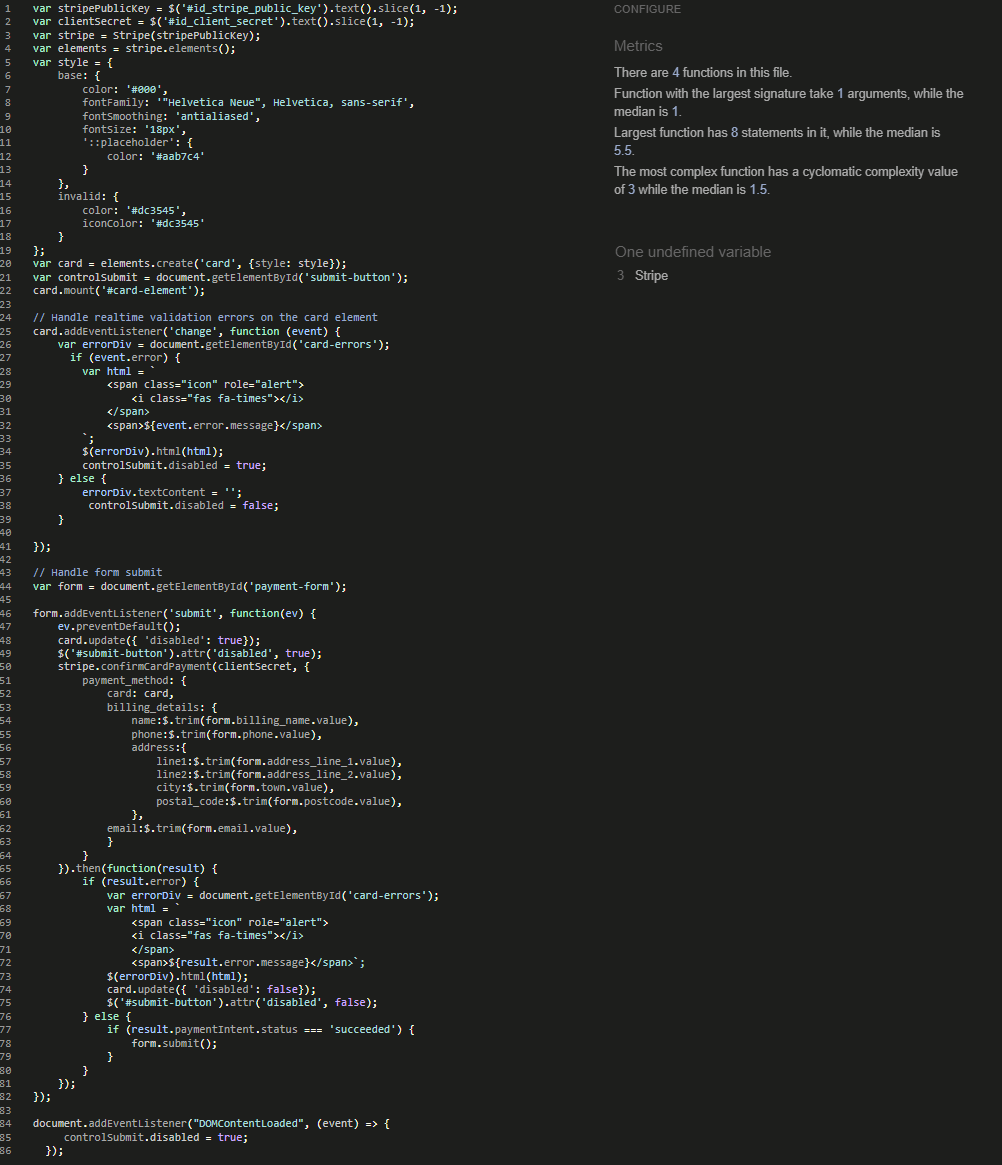 1 var stripePublicKey = $('#id_stripe_public_key').text().slice(1, -1);
2 var clientSecret = $('#id_client_secret').text().slice(1, -1);
3 var stripe = Stripe(stripePublicKey);
4 var elements = stripe.elements();
5 var style = {
6     base: {
7         color: '#000',
8         fontFamily: '"Helvetica Neue", Helvetica, sans-serif',
9         fontSmoothing: 'antialiased',
10         fontSize: '18px',
11         '::placeholder': {
12             color: '#aab7c4'
13         }
14     },
15     invalid: {
16         color: '#dc3545',
17         iconColor: '#dc3545'
18     }
19 };
20 var card = elements.create('card', {style: style});
21 var controlSubmit = document.getElementById('submit-button');
22 card.mount('#card-element');
23
24 // Handle realtime validation errors on the card element
25 card.addEventListener('change', function (event) {
26     var errorDiv = document.getElementById('card-errors');
27       if (event.error) {
28         var html = `
29             <span class="icon" role="alert">
30                 <i class="fas fa-times"></i>
31             </span>
32             <span>${event.error.message}</span>
33         `;
34         $(errorDiv).html(html);
35         controlSubmit.disabled = true;
36     } else {
37         errorDiv.textContent = '';
38          controlSubmit.disabled = false;
39     }
40
41 });
42
43 // Handle form submit
44 var form = document.getElementById('payment-form');
45
46 form.addEventListener('submit', function(ev) {
47     ev.preventDefault();
48     card.update({ 'disabled': true});
49     $('#submit-button').attr('disabled', true);
50     stripe.confirmCardPayment(clientSecret, {
51         payment_method: {
52             card: card,
53             billing_details: {
54                 name:$.trim(form.billing_name.value),
55                 phone:$.trim(form.phone.value),
56                 address:{
57                     line1:$.trim(form.address_line_1.value),
58                     line2:$.trim(form.address_line_2.value),
59                     city:$.trim(form.town.value),
60                     postal_code:$.trim(form.postcode.value),
61                 },
62             email:$.trim(form.email.value),
63             }
64         }
65     }).then(function(result) {
66         if (result.error) {
67             var errorDiv = document.getElementById('card-errors');
68             var html = `
69                 <span class="icon" role="alert">
70                 <i class="fas fa-times"></i>
71                 </span>
72                 <span>${result.error.message}</span>`;
73             $(errorDiv).html(html);
74             card.update({ 'disabled': false});
75             $('#submit-button').attr('disabled', false);
76         } else {
77             if (result.paymentIntent.status === 'succeeded') {
78                 form.submit();
79             }
80         }
81     });
82 });
83
84 document.addEventListener("DOMContentLoaded", (event) => {
85      controlSubmit.disabled = true;
86   });
CONFIGURE
Metrics
There are 4 functions in this file.
Function with the largest signature take 1 arguments, while the
median is 1.
Largest function has 8 statements in it, while the median is
5.5.
The most complex function has a cyclomatic complexity value
of 3 while the median is 1.5.
One undefined variable
3 Stripe